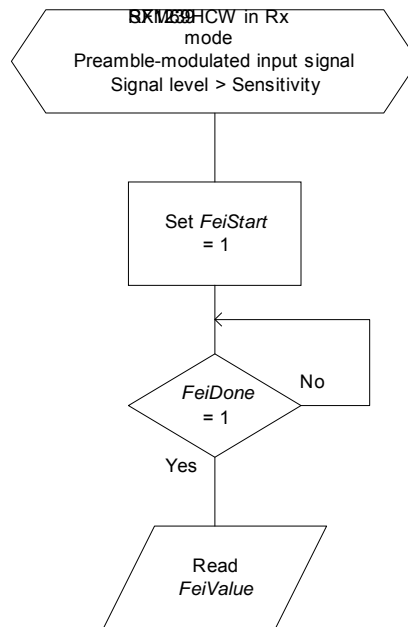 in Rx
mode
Preamble-modulated input signal
Signal level > Sensitivity
Set FeiStart
= 1
FeiDone
= 1
No
Yes
Read
FeiValue